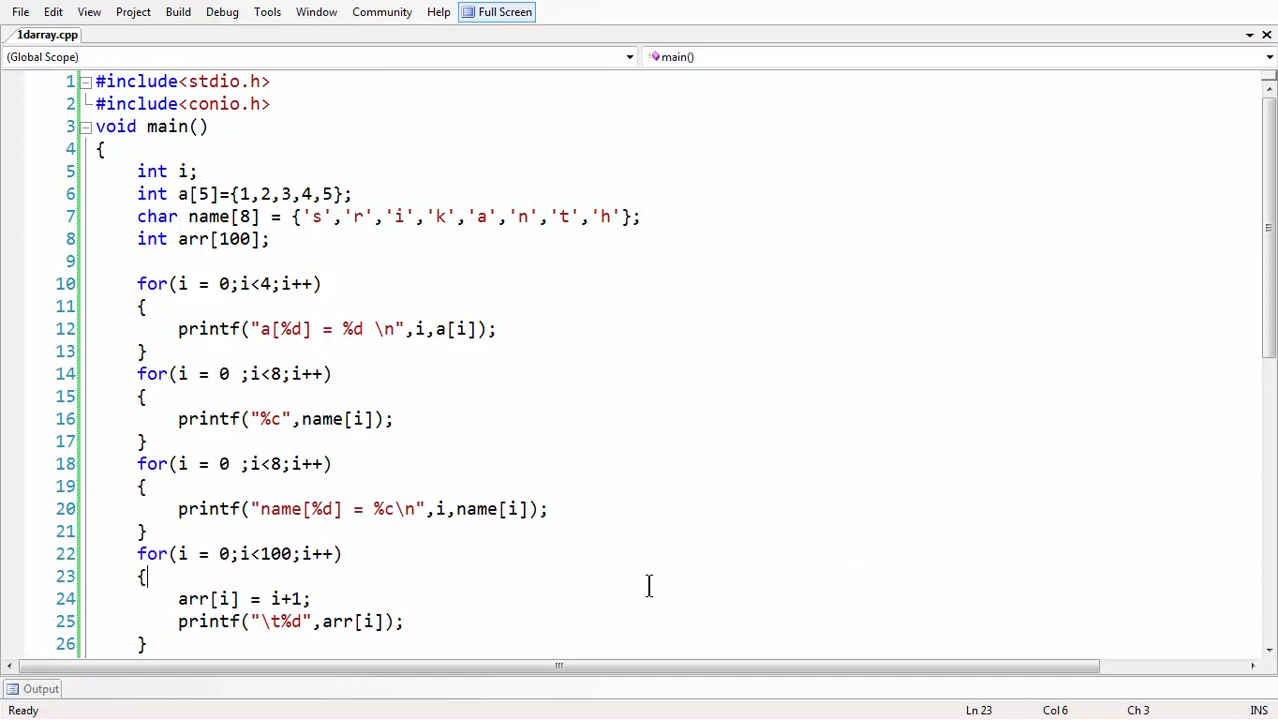 File Edit View Project Build Debug Tools Window Community Help Full Screen
1darray.cpp
(Global Scope) main()
1 #include<stdio.h>
2 #include<conio.h>
3 void main()
4 {
5 int i;
6 int a[5]={1,2,3,4,5};
7 char name[8] = {'s','r','i','k','a','n','t','h'};
8 int arr[100];
9
10 for(i = 0;i<4;i++)
11 {
12 printf("a[%d] = %d \n",i,a[i]);
13 }
14 for(i = 0 ;i<8;i++)
15 {
16 printf("%c",name[i]);
17 }
18 for(i = 0 ;i<8;i++)
19 {
20 printf("name[%d] = %c\n",i,name[i]);
21 }
22 for(i = 0;i<100;i++)
23 {
24 arr[i] = i+1;
25 printf("\t%d",arr[i]);
26 }
Output
Ready Ln 23 Col 6 Ch 3 INS